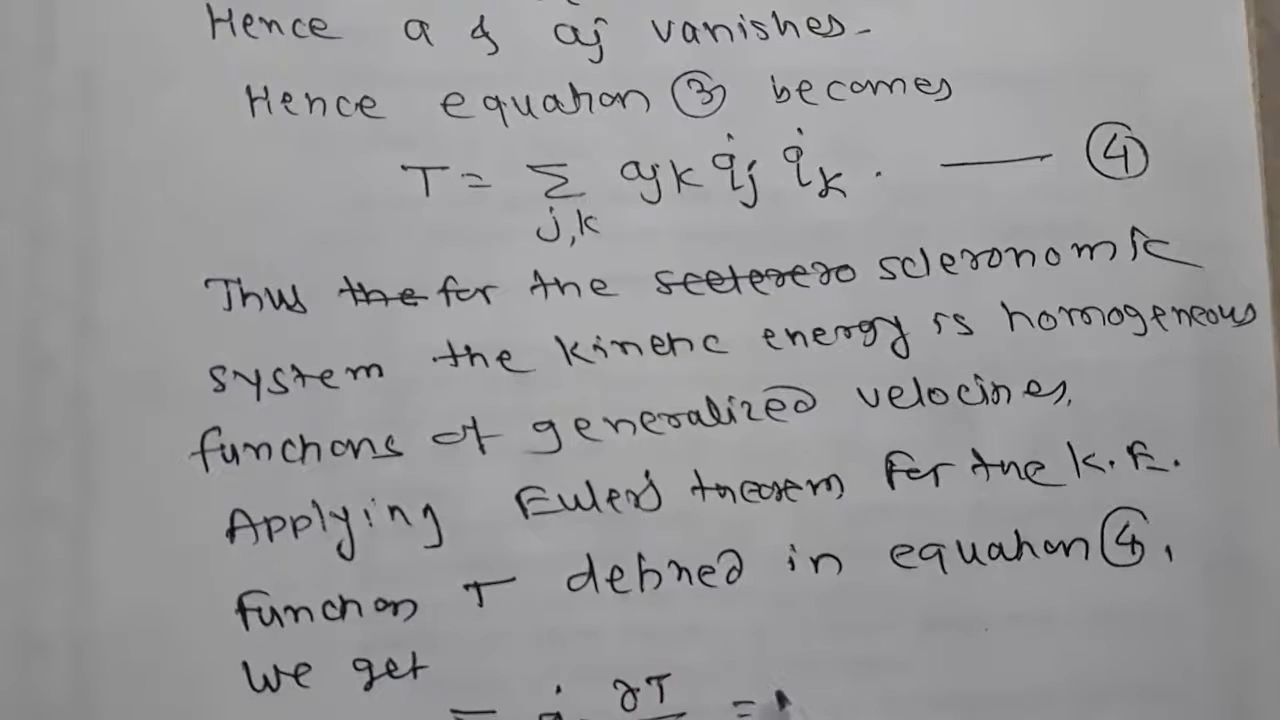 Hence a & aj vanishes.
Hence equation ③ becomes
T = Σ ajk q̇j q̇k . —— ④
j,k
Thus the for the scleronomic
system the kinetic energy is homogeneous
functions of generalized velocities.
Applying Euler's theorem for the K.E.
function T defined in equation ④,
we get
∂T =